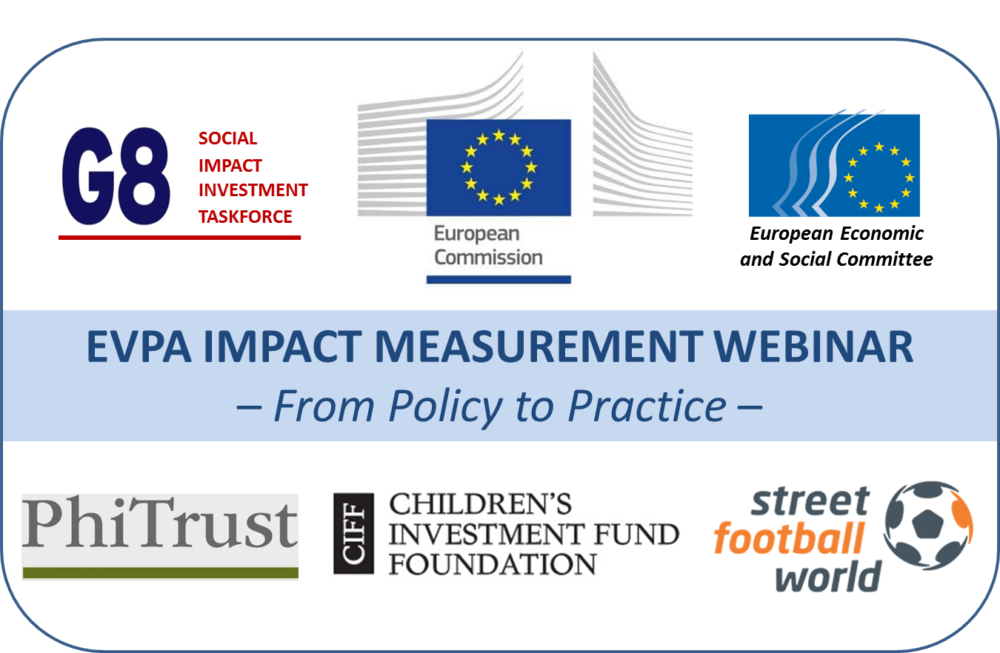 G8
SOCIAL
IMPACT
INVESTMENT
TASKFORCE
European
Commission
European Economic
and Social Committee
EVPA IMPACT MEASUREMENT WEBINAR
– From Policy to Practice –
PhiTrust
CIFF
CHILDREN'S
INVESTMENT FUND
FOUNDATION
street
football
world